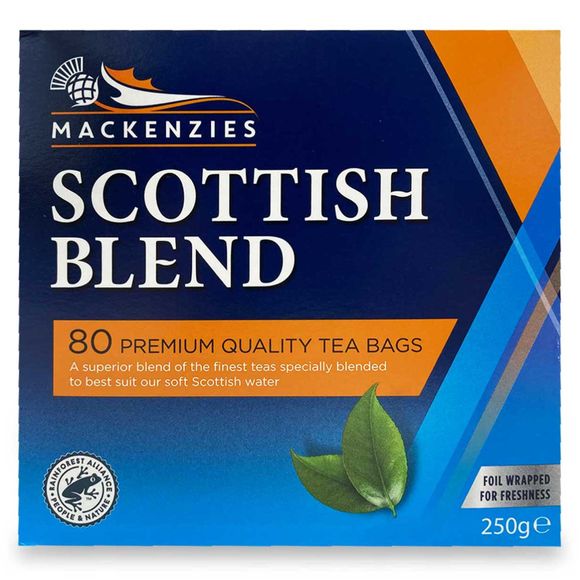 MACKENZIES
SCOTTISH
BLEND
80 PREMIUM QUALITY TEA BAGS
A superior blend of the finest teas specially blended
to best suit our soft Scottish water
RAINFOREST ALLIANCE
PEOPLE & NATURE
FOIL WRAPPED
FOR FRESHNESS
250g℮